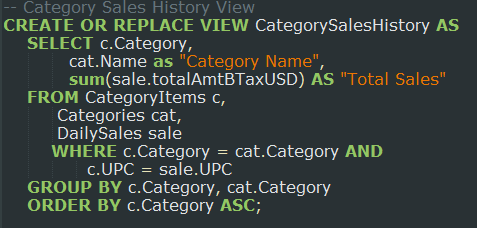 -- Category Sales History View
CREATE OR REPLACE VIEW CategorySalesHistory AS
SELECT c.Category,
cat.Name as "Category Name",
sum(sale.totalAmtBTaxUSD) AS "Total Sales"
FROM CategoryItems c,
Categories cat,
DailySales sale
WHERE c.Category = cat.Category AND
c.UPC = sale.UPC
GROUP BY c.Category, cat.Category
ORDER BY c.Category ASC;